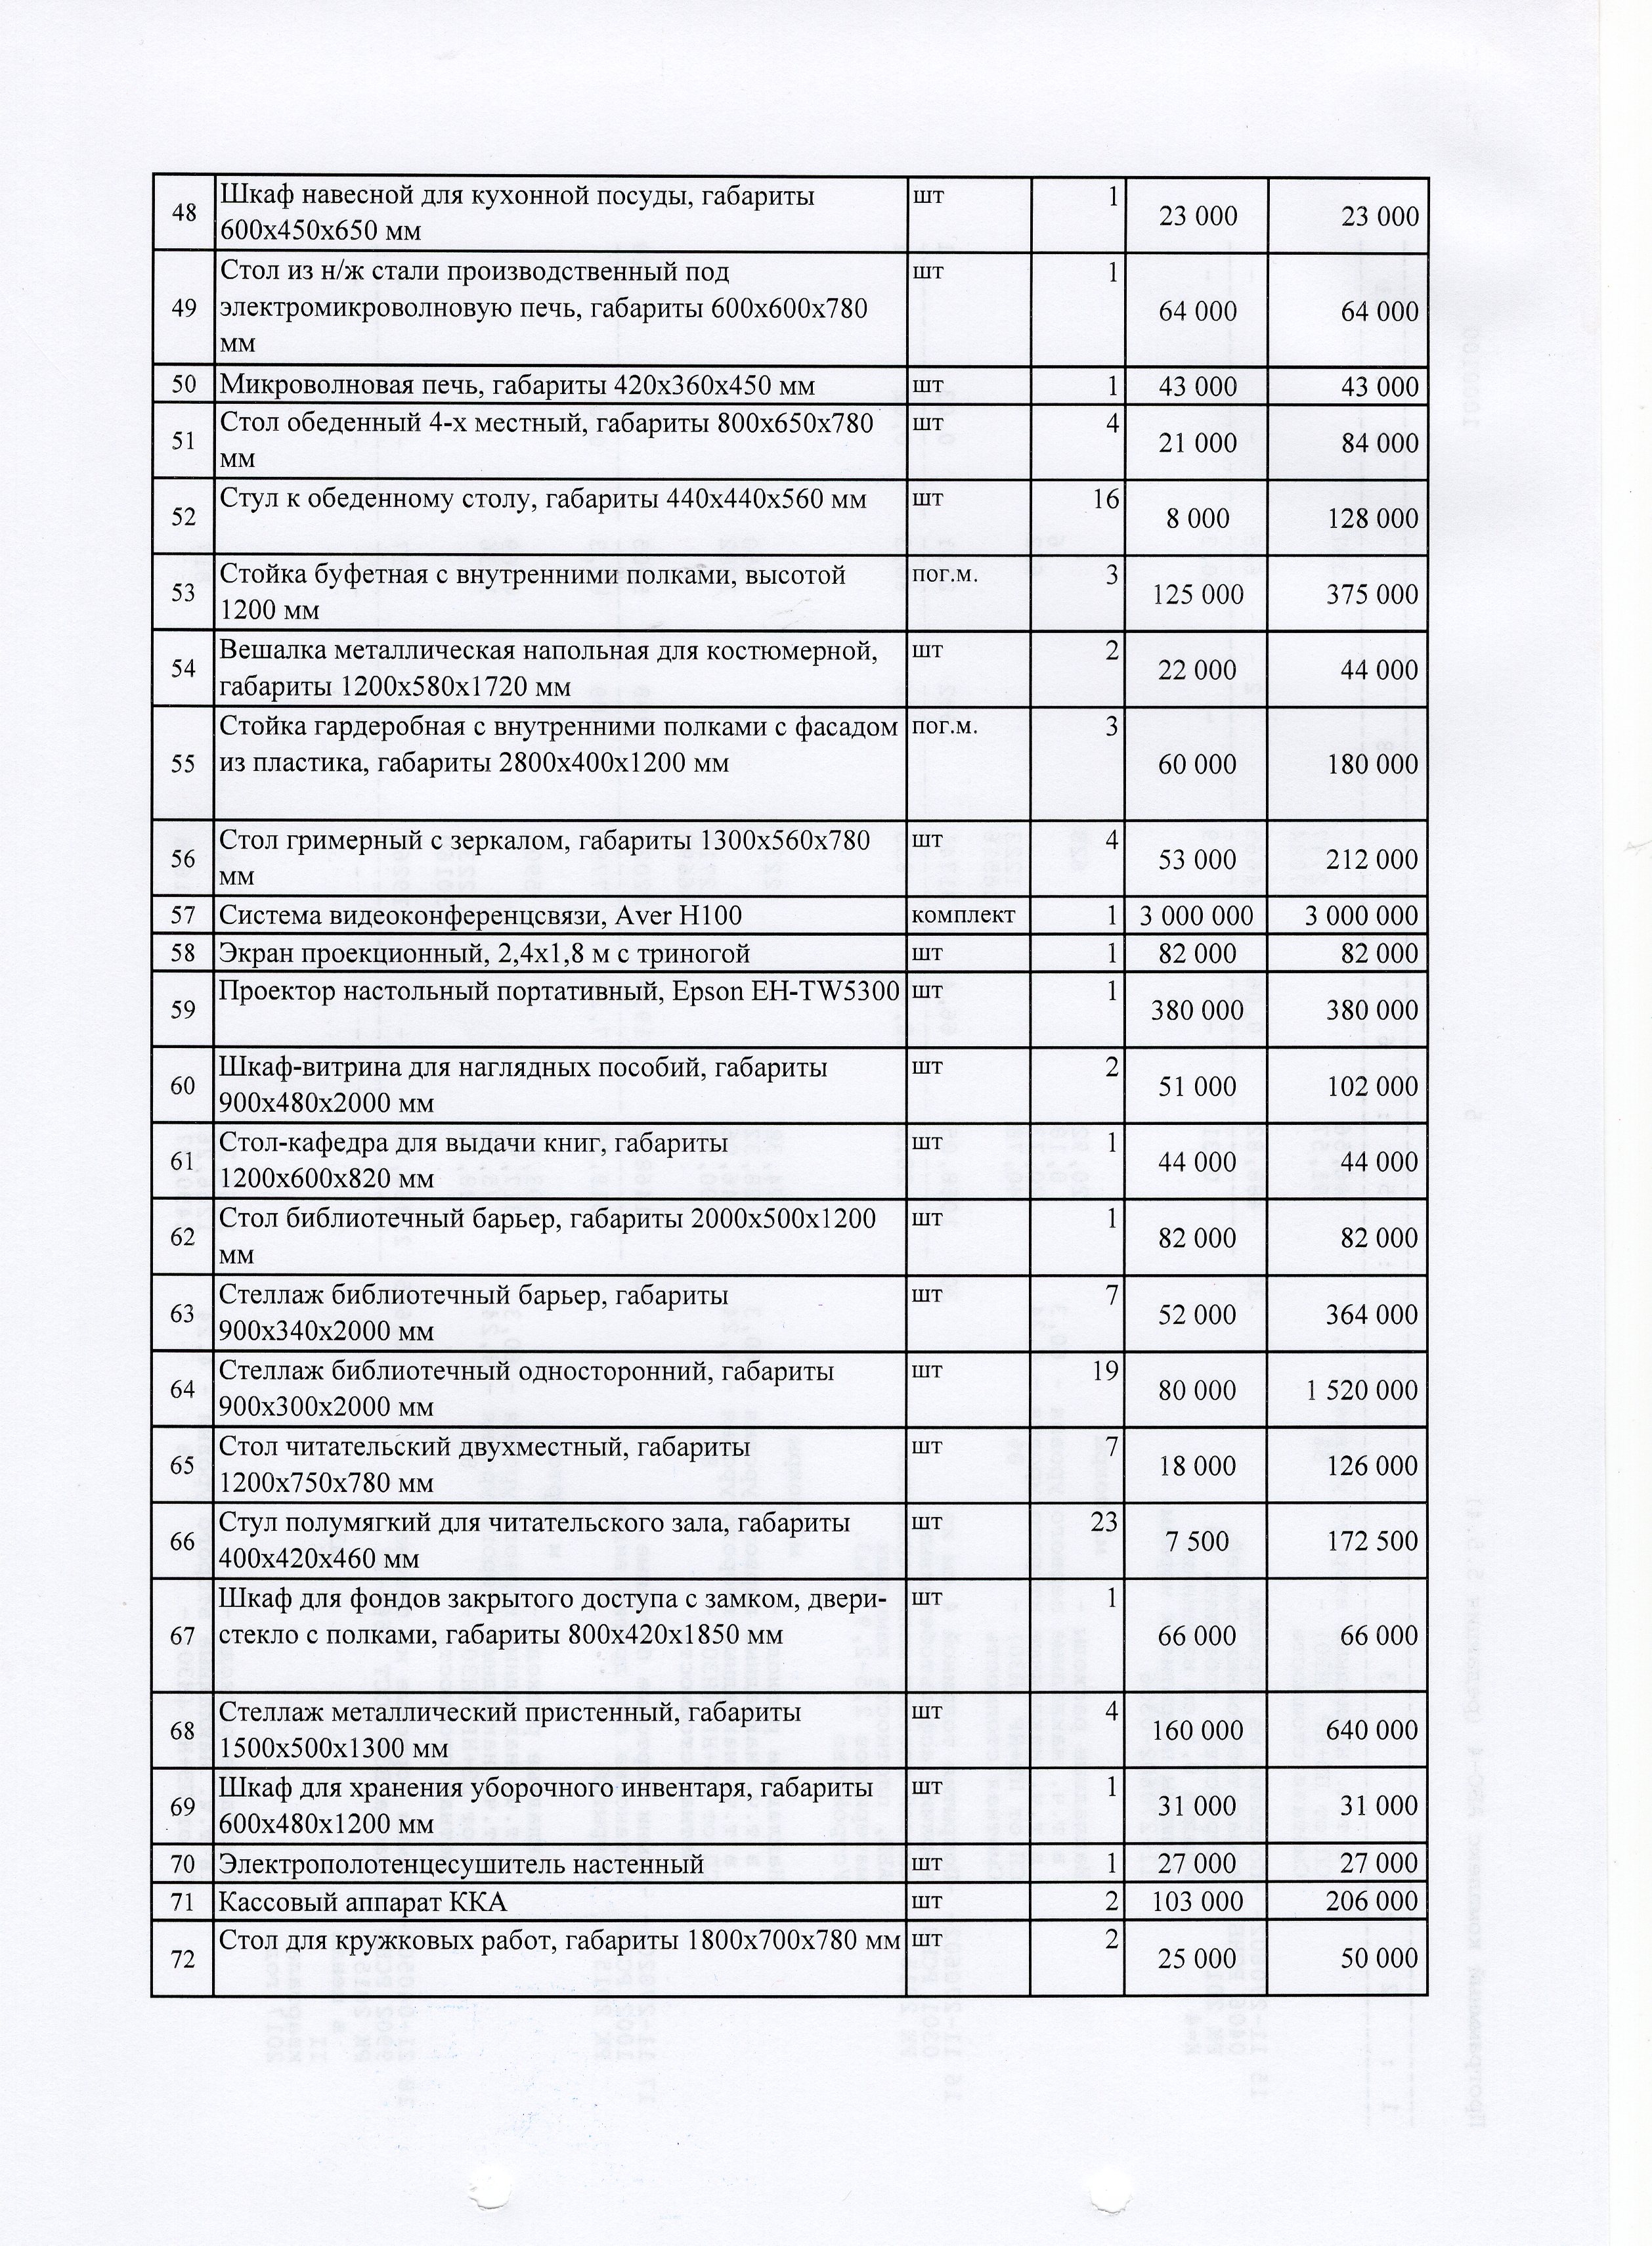 48 Шкаф навесной для кухонной посуды, габариты шт 1 23 000 23 000
600х450х650 мм
49 Стол из н/ж стали производственный под шт 1 64 000 64 000
электромикроволновую печь, габариты 600х600х780
мм
50 Микроволновая печь, габариты 420х360х450 мм шт 1 43 000 43 000
51 Стол обеденный 4-х местный, габариты 800х650х780 шт 4 21 000 84 000
мм
52 Стул к обеденному столу, габариты 440х440х560 мм шт 16 8 000 128 000
53 Стойка буфетная с внутренними полками, высотой пог.м. 3 125 000 375 000
1200 мм
54 Вешалка металлическая напольная для костюмерной, шт 2 22 000 44 000
габариты 1200х580х1720 мм
55 Стойка гардеробная с внутренними полками с фасадом пог.м. 3 60 000 180 000
из пластика, габариты 2800х400х1200 мм
56 Стол гримерный с зеркалом, габариты 1300х560х780 шт 4 53 000 212 000
мм
57 Система видеоконференцсвязи, Aver H100 комплект 1 3 000 000 3 000 000
58 Экран проекционный, 2,4х1,8 м с триногой шт 1 82 000 82 000
59 Проектор настольный портативный, Epson EH-TW5300 шт 1 380 000 380 000
60 Шкаф-витрина для наглядных пособий, габариты шт 2 51 000 102 000
900х480х2000 мм
61 Стол-кафедра для выдачи книг, габариты шт 1 44 000 44 000
1200х600х820 мм
62 Стол библиотечный барьер, габариты 2000х500х1200 шт 1 82 000 82 000
мм
63 Стеллаж библиотечный барьер, габариты шт 7 52 000 364 000
900х340х2000 мм
64 Стеллаж библиотечный односторонний, габариты шт 19 80 000 1 520 000
900х300х2000 мм
65 Стол читательский двухместный, габариты шт 7 18 000 126 000
1200х750х780 мм
66 Стул полумягкий для читательского зала, габариты шт 23 7 500 172 500
400х420х460 мм
67 Шкаф для фондов закрытого доступа с замком, двери- шт 1 66 000 66 000
стекло с полками, габариты 800х420х1850 мм
68 Стеллаж металлический пристенный, габариты шт 4 160 000 640 000
1500х500х1300 мм
69 Шкаф для хранения уборочного инвентаря, габариты шт 1 31 000 31 000
600х480х1200 мм
70 Электрополотенцесушитель настенный шт 1 27 000 27 000
71 Кассовый аппарат ККА шт 2 103 000 206 000
72 Стол для кружковых работ, габариты 1800х700х780 мм шт 2 25 000 50 000